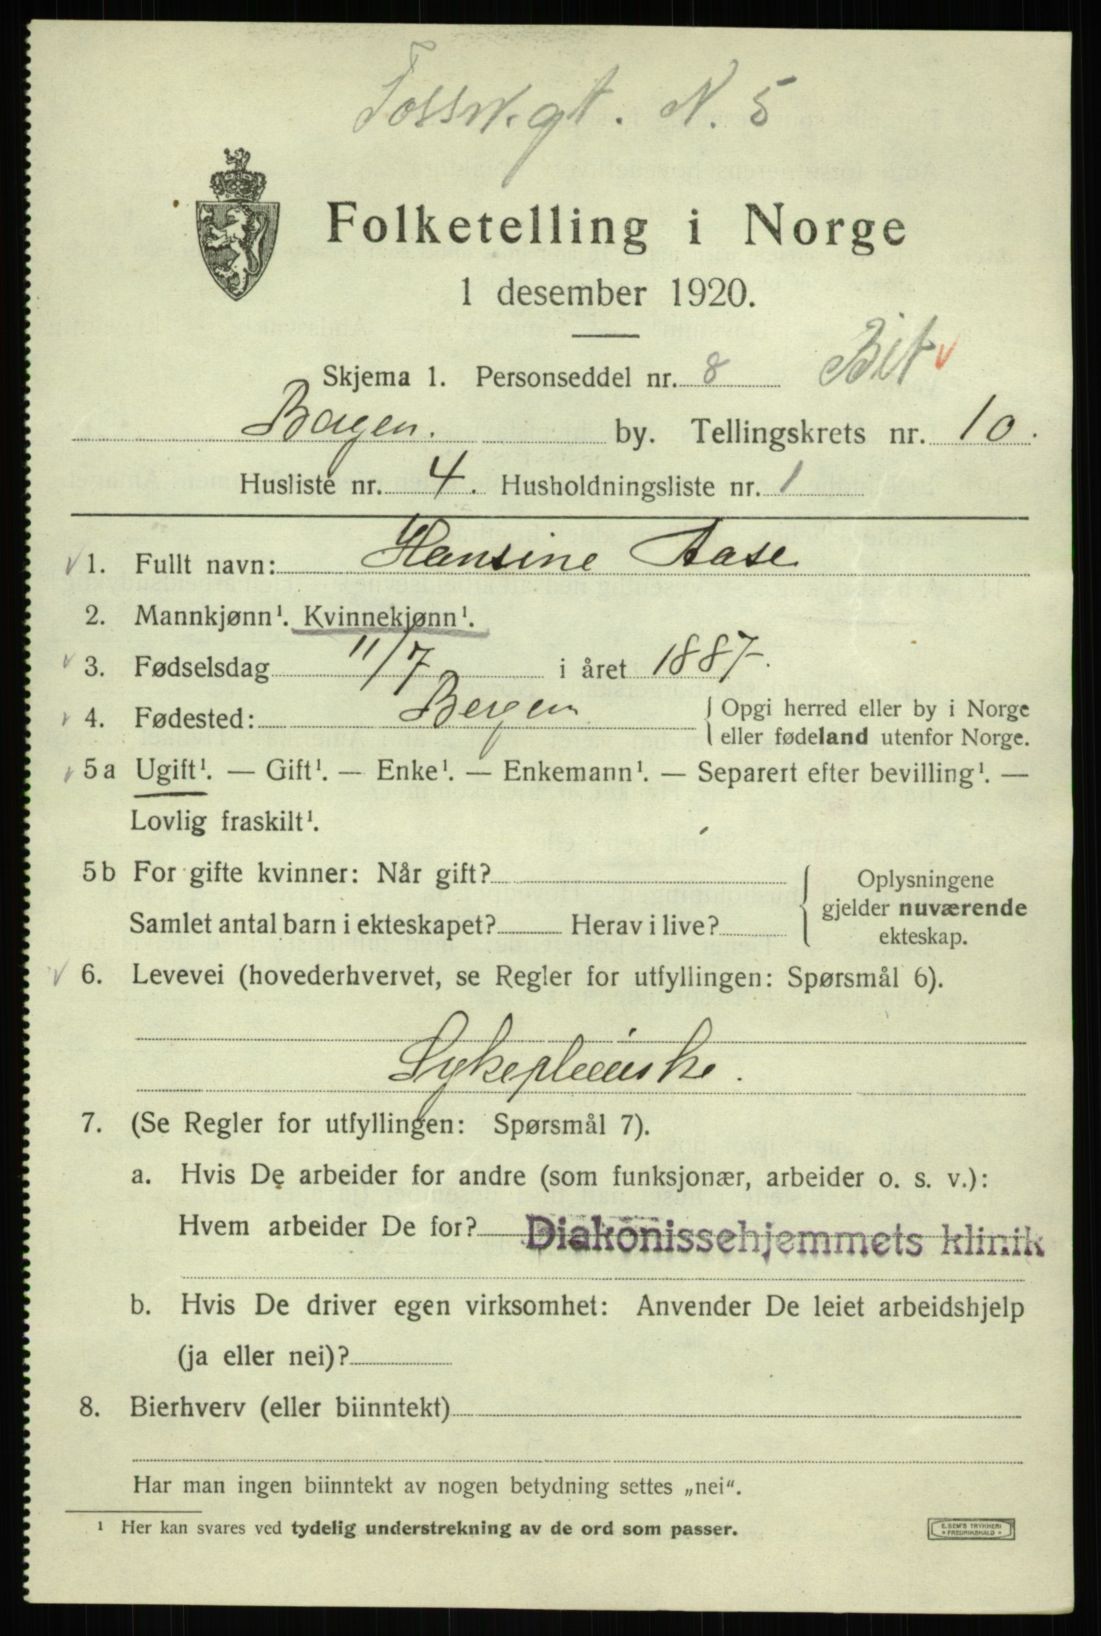 Fossw.gt. N. 5
Folketelling i Norge
1 desember 1920.
Skjema 1. Personseddel nr. 8 Bit v
Bergen. by. Tellingskrets nr. 10.
Husliste nr. 4. Husholdningsliste nr. 1
1. Fullt navn: Hansine Aase
2. Mannkjønn¹. Kvinnekjønn¹.
3. Fødselsdag 11/7 i året 1887.
4. Fødested: Bergen { Opgi herred eller by i Norge
eller fødeland utenfor Norge.
5a Ugift¹. — Gift¹. — Enke¹. — Enkemann¹. — Separert efter bevilling¹. —
Lovlig fraskilt¹.
5b For gifte kvinner: Når gift?
Samlet antal barn i ekteskapet? Herav i live?
{ Oplysningene
gjelder nuværende
ekteskap.
6. Levevei (hovederhvervet, se Regler for utfyllingen: Spørsmål 6).
Sykepleierske.
7. (Se Regler for utfyllingen: Spørsmål 7).
a. Hvis De arbeider for andre (som funksjonær, arbeider o. s. v.):
Hvem arbeider De for? Diakonissehjemmets klinik
b. Hvis De driver egen virksomhet: Anvender De leiet arbeidshjelp
(ja eller nei)?
8. Bierhverv (eller biinntekt)
Har man ingen biinntekt av nogen betydning settes „nei“.
¹ Her kan svares ved tydelig understrekning av de ord som passer.
E. SEM'S TRYKKERI
• FREDRIKSHALD •